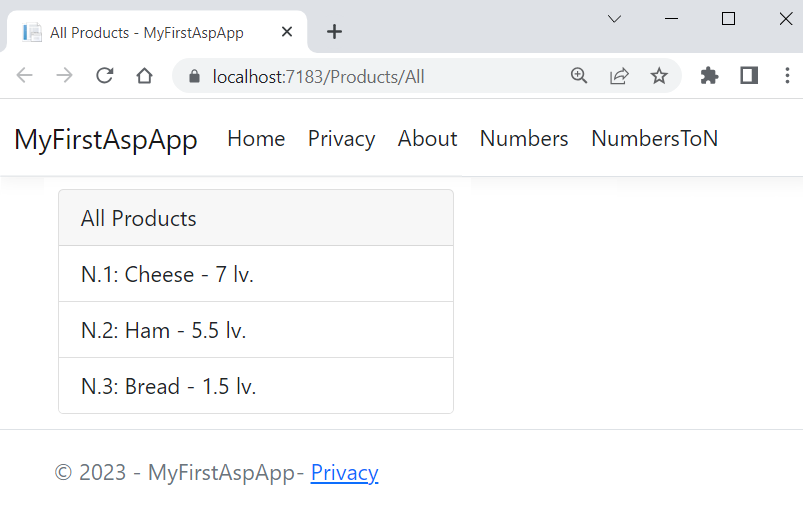 All Products - MyFirstAspApp
localhost:7183/Products/All
MyFirstAspApp Home Privacy About Numbers NumbersToN
All Products
N.1: Cheese - 7 lv.
N.2: Ham - 5.5 lv.
N.3: Bread - 1.5 lv.
© 2023 - MyFirstAspApp- Privacy